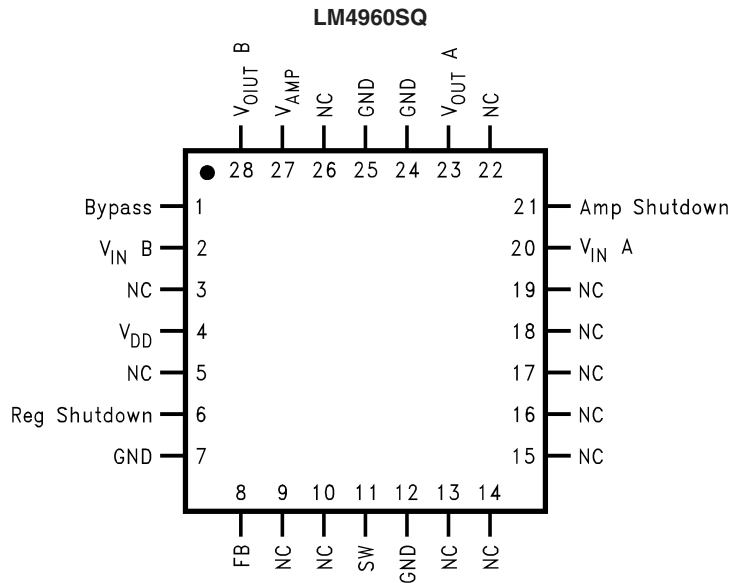 LM4960SQ
VOIUT B
VAMP
NC
GND
GND
VOUT A
NC
28 27 26 25 24 23 22
Bypass 1
VIN B 2
NC 3
VDD 4
NC 5
Reg Shutdown 6
GND 7
21 Amp Shutdown
20 VIN A
19 NC
18 NC
17 NC
16 NC
15 NC
8 9 10 11 12 13 14
FB
NC
NC
SW
GND
NC
NC